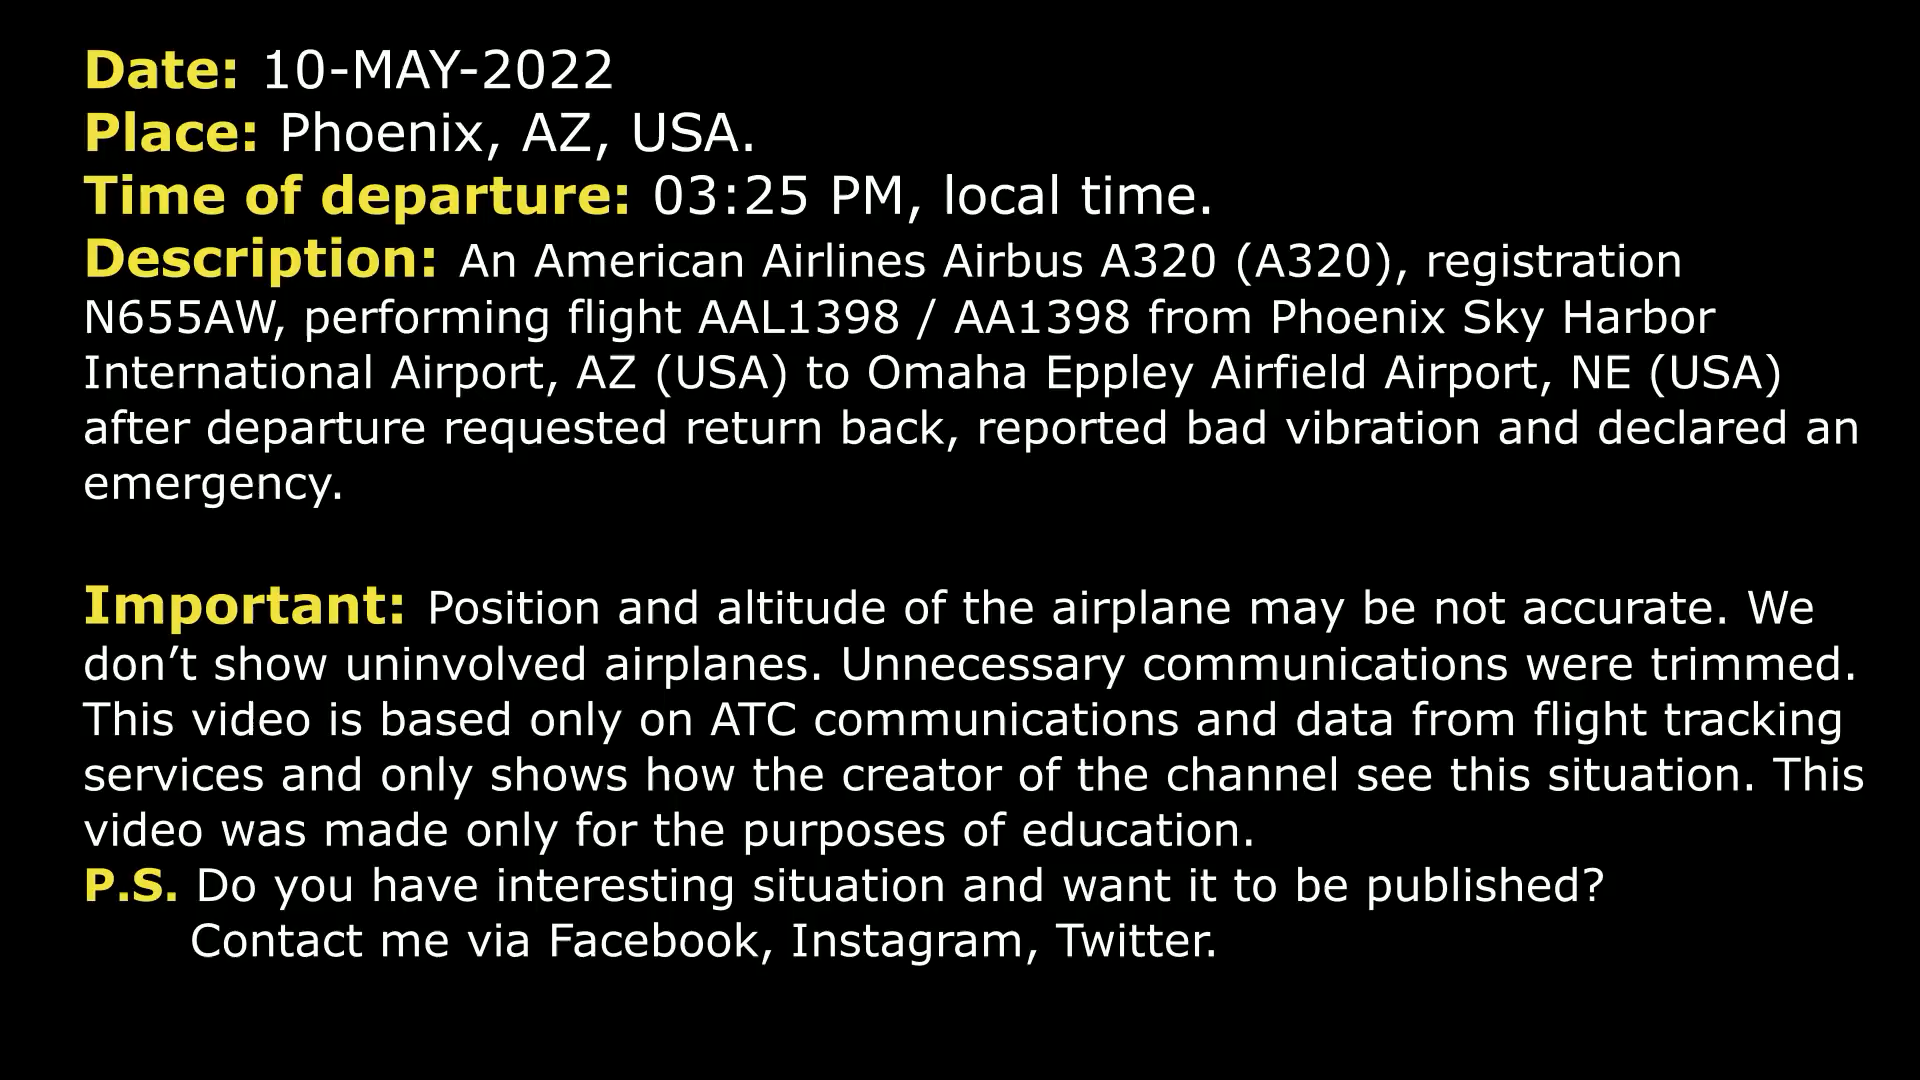 Date: 10-MAY-2022
Place: Phoenix, AZ, USA.
Time of departure: 03:25 PM, local time.
Description: An American Airlines Airbus A320 (A320), registration
N655AW, performing flight AAL1398 / AA1398 from Phoenix Sky Harbor
International Airport, AZ (USA) to Omaha Eppley Airfield Airport, NE (USA)
after departure requested return back, reported bad vibration and declared an
emergency.
Important: Position and altitude of the airplane may be not accurate. We
don’t show uninvolved airplanes. Unnecessary communications were trimmed.
This video is based only on ATC communications and data from flight tracking
services and only shows how the creator of the channel see this situation. This
video was made only for the purposes of education.
P.S. Do you have interesting situation and want it to be published?
Contact me via Facebook, Instagram, Twitter.